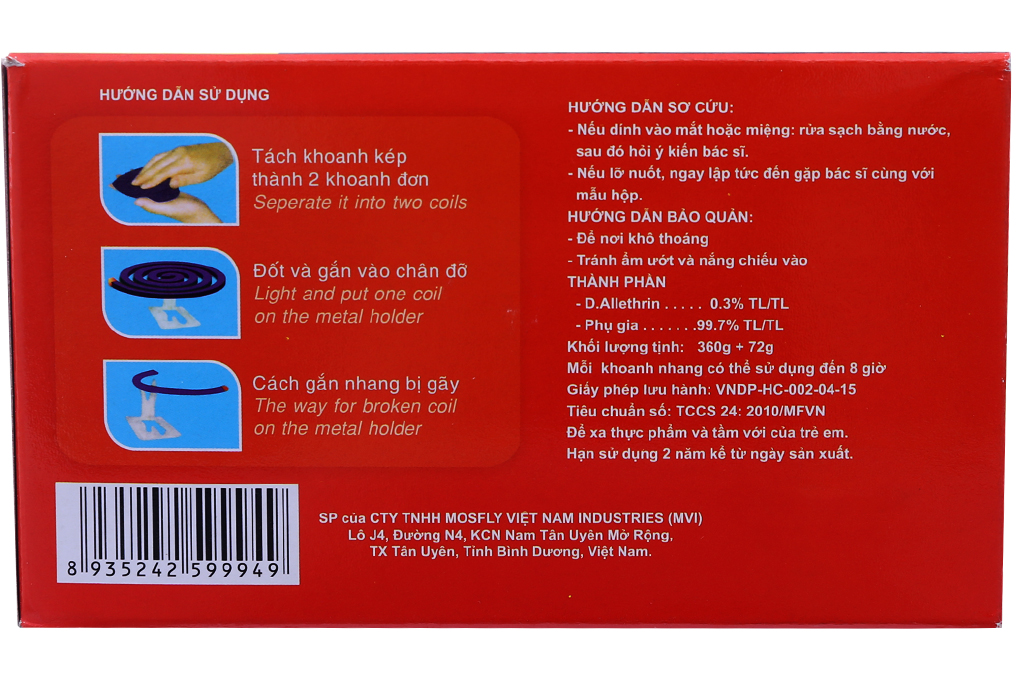 HƯỚNG DẪN SỬ DỤNG
Tách khoanh kép
thành 2 khoanh đơn
Seperate it into two coils
Đốt và gắn vào chân đỡ
Light and put one coil
on the metal holder
Cách gắn nhang bị gãy
The way for broken coil
on the metal holder
HƯỚNG DẪN SƠ CỨU:
- Nếu dính vào mắt hoặc miệng: rửa sạch bằng nước,
sau đó hỏi ý kiến bác sĩ.
- Nếu lỡ nuốt, ngay lập tức đến gặp bác sĩ cùng với
mẫu hộp.
HƯỚNG DẪN BẢO QUẢN:
- Để nơi khô thoáng
- Tránh ẩm ướt và nắng chiếu vào
THÀNH PHẦN
- D.Allethrin . . . . . 0.3% TL/TL
- Phụ gia . . . . . . .99.7% TL/TL
Khối lượng tịnh: 360g + 72g
Mỗi khoanh nhang có thể sử dụng đến 8 giờ
Giấy phép lưu hành: VNDP-HC-002-04-15
Tiêu chuẩn số: TCCS 24: 2010/MFVN
Để xa thực phẩm và tầm với của trẻ em.
Hạn sử dụng 2 năm kể từ ngày sản xuất.
8 935242 599949
SP của CTY TNHH MOSFLY VIỆT NAM INDUSTRIES (MVI)
Lô J4, Đường N4, KCN Nam Tân Uyên Mở Rộng,
TX Tân Uyên, Tỉnh Bình Dương, Việt Nam.